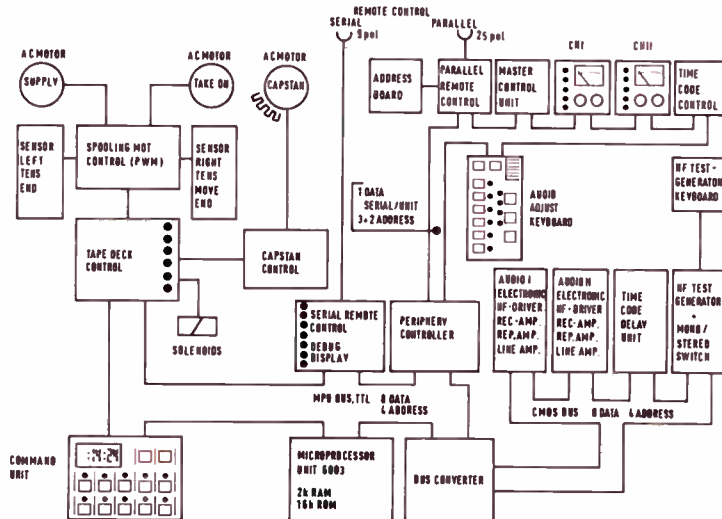 REMOTE CONTROL
SERIAL
9pol
PARALLEL
25pol
AC MOTOR
SUPPLY
AC MOTOR
TAKE ON
AC MOTOR
CAPSTAN
ADDRESS
BOARD
PARALLEL
REMOTE
CONTROL
MASTER
CONTROL
UNIT
CHI
CHII
TIME
CODE
CONTROL
SENSOR
LEFT
TENS
END
SPOOLING MOT
CONTROL (PWM)
SENSOR
RIGHT
TENS
MOVE
END
1 DATA
SERIAL/UNIT
3+2 ADDRESS
AUDIO
ADJUST
KEYBOARD
NF TEST-
GENERATOR
KEYBOARD
TAPE DECK
CONTROL
CAPSTAN
CONTROL
SOLENOIDS
SERIAL REMOTE
CONTROL
+
DEBUG
DISPLAY
PERIPHERY
CONTROLLER
AUDIO I
ELECTRONIC
HF-DRIVER
REC-AMP.
REP.AMP.
LINE AMP.
AUDIO II
ELECTRONIC
HF-DRIVER
REC-AMP.
REP.AMP.
LINE AMP.
TIME
CODE
DELAY
UNIT
NF TEST
GENERATOR
+
MONO/
STEREO
SWITCH
MPU BUS,TTL 8 DATA
4 ADDRESS
CMOS BUS 8 DATA 4 ADDRESS
COMMAND
UNIT
:24:24
MICROPROCESSOR
UNIT 6803
2k RAM
16k ROM
BUS CONVERTER